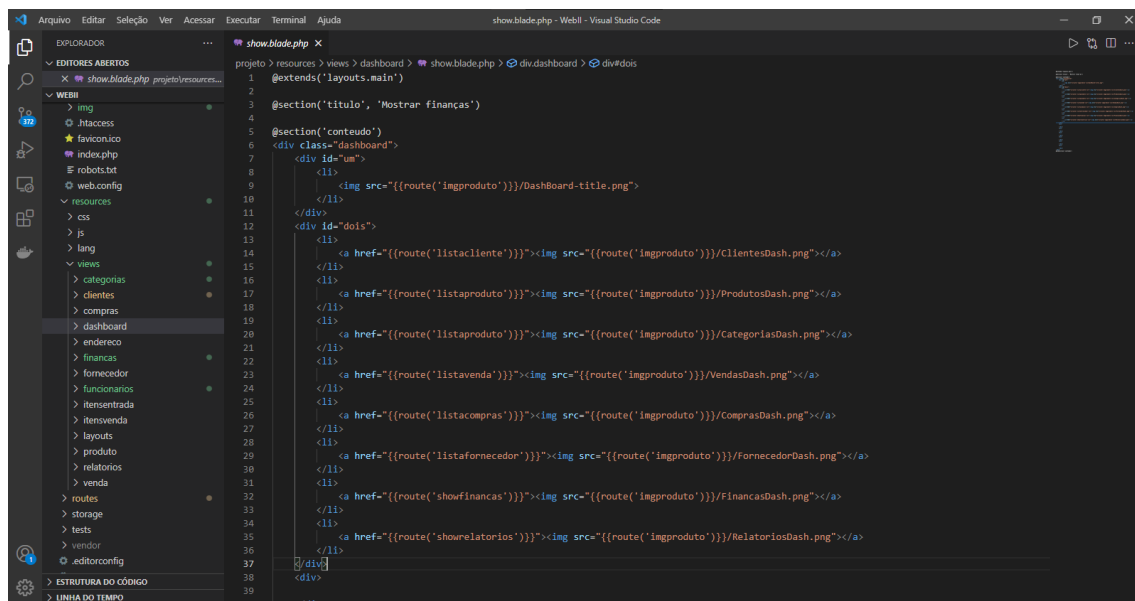 Arquivo Editar Seleção Ver Acessar Executar Terminal Ajuda
show.blade.php - WebII - Visual Studio Code
EXPLORADOR
EDITORES ABERTOS
show.blade.php projeto\resources...
WEBII
img
.htaccess
favicon.ico
index.php
robots.txt
web.config
resources
css
js
lang
views
categorias
clientes
compras
dashboard
endereco
financas
fornecedor
funcionarios
itensentrada
itensvenda
layouts
produto
relatorios
venda
routes
storage
tests
vendor
.editorconfig
ESTRUTURA DO CÓDIGO
LINHA DO TEMPO
372
1
show.blade.php
projeto > resources > views > dashboard > show.blade.php > div.dashboard > div#dois
1 @extends('layouts.main')
2
3 @section('titulo', 'Mostrar finanças')
4
5 @section('conteudo')
6 <div class="dashboard">
7 <div id="um">
8 <li>
9 <img src="{{route('imgproduto')}}/DashBoard-title.png">
10 </li>
11 </div>
12 <div id="dois">
13 <li>
14 <a href="{{route('listacliente')}}"><img src="{{route('imgproduto')}}/ClientesDash.png"></a>
15 </li>
16 <li>
17 <a href="{{route('listaproduto')}}"><img src="{{route('imgproduto')}}/ProdutosDash.png"></a>
18 </li>
19 <li>
20 <a href="{{route('listaproduto')}}"><img src="{{route('imgproduto')}}/CategoriasDash.png"></a>
21 </li>
22 <li>
23 <a href="{{route('listavenda')}}"><img src="{{route('imgproduto')}}/VendasDash.png"></a>
24 </li>
25 <li>
26 <a href="{{route('listacompras')}}"><img src="{{route('imgproduto')}}/ComprasDash.png"></a>
27 </li>
28 <li>
29 <a href="{{route('listafornecedor')}}"><img src="{{route('imgproduto')}}/FornecedorDash.png"></a>
30 </li>
31 <li>
32 <a href="{{route('showfinancas')}}"><img src="{{route('imgproduto')}}/FinancasDash.png"></a>
33 </li>
34 <li>
35 <a href="{{route('showrelatorios')}}"><img src="{{route('imgproduto')}}/RelatoriosDash.png"></a>
36 </li>
37 </div>
38 <div>
39